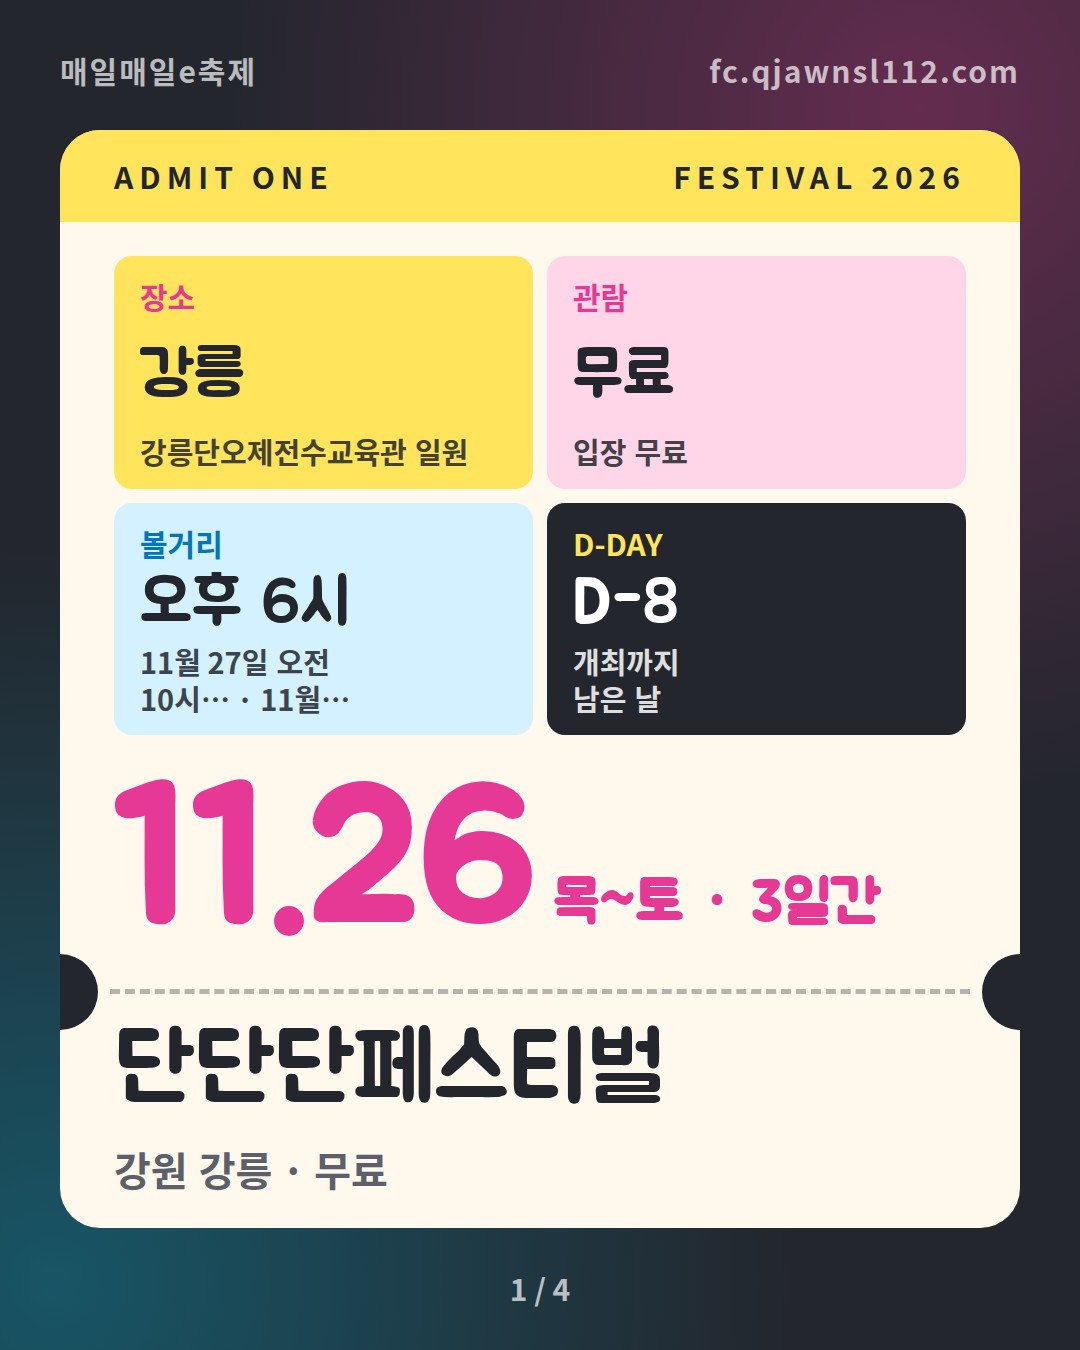 매일매일e축제
fc.qjawnsl112.com
ADMIT ONE
FESTIVAL 2026
장소
강릉
강릉단오제전수교육관 일원
관람
무료
입장 무료
볼거리
오후 6시
11월 27일 오전
10시… · 11월…
D-DAY
D-8
개최까지
남은 날
11.26 목~토 · 3일간
단단단페스티벌
강원 강릉 · 무료
1 / 4